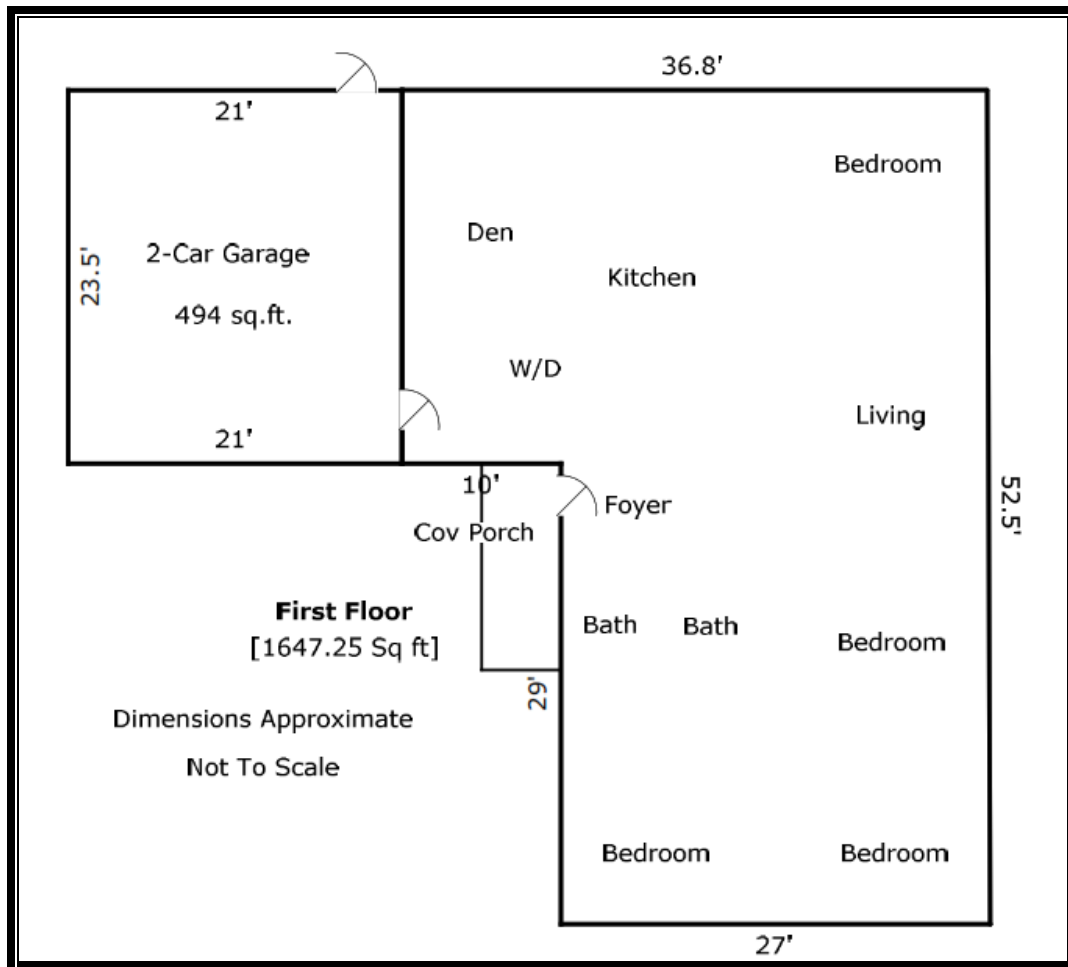 36.8'
21'
Bedroom
Den
2-Car Garage
23.5'
Kitchen
494 sq.ft.
W/D
Living
21'
10'
52.5'
Foyer
Cov Porch
First Floor
[1647.25 Sq ft]
Bath
Bath
Bedroom
29'
Dimensions Approximate
Not To Scale
Bedroom
Bedroom
27'